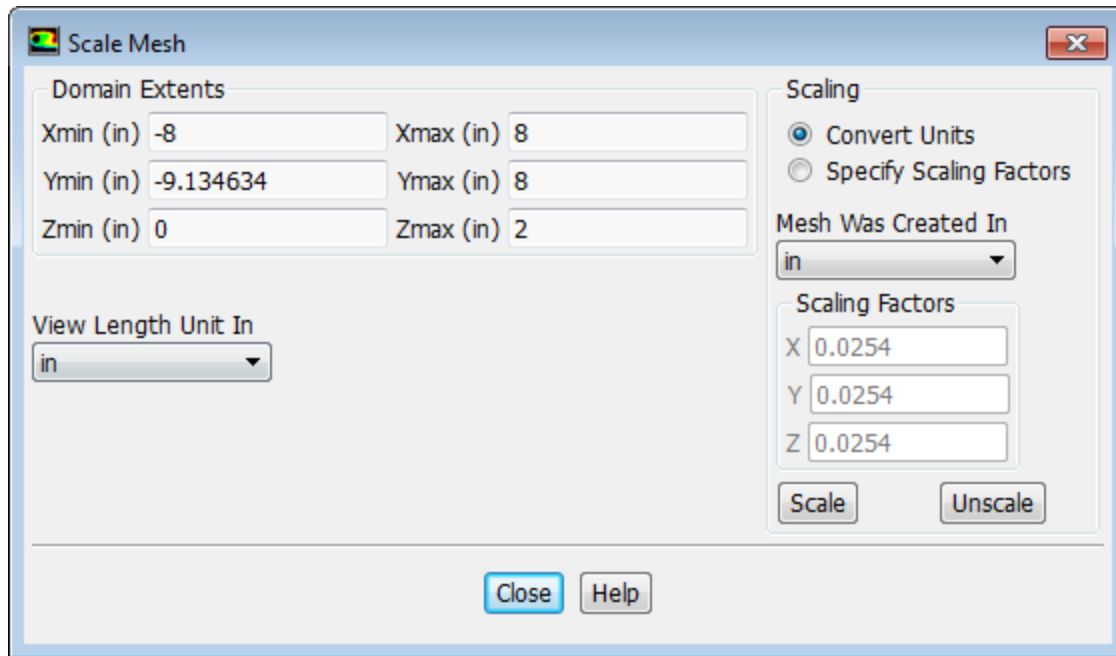 Scale Mesh
Domain Extents
Xmin (in) -8 Xmax (in) 8
Ymin (in) -9.134634 Ymax (in) 8
Zmin (in) 0 Zmax (in) 2
View Length Unit In
in
Scaling
Convert Units
Specify Scaling Factors
Mesh Was Created In
in
Scaling Factors
X 0.0254
Y 0.0254
Z 0.0254
Scale Unscale
Close Help